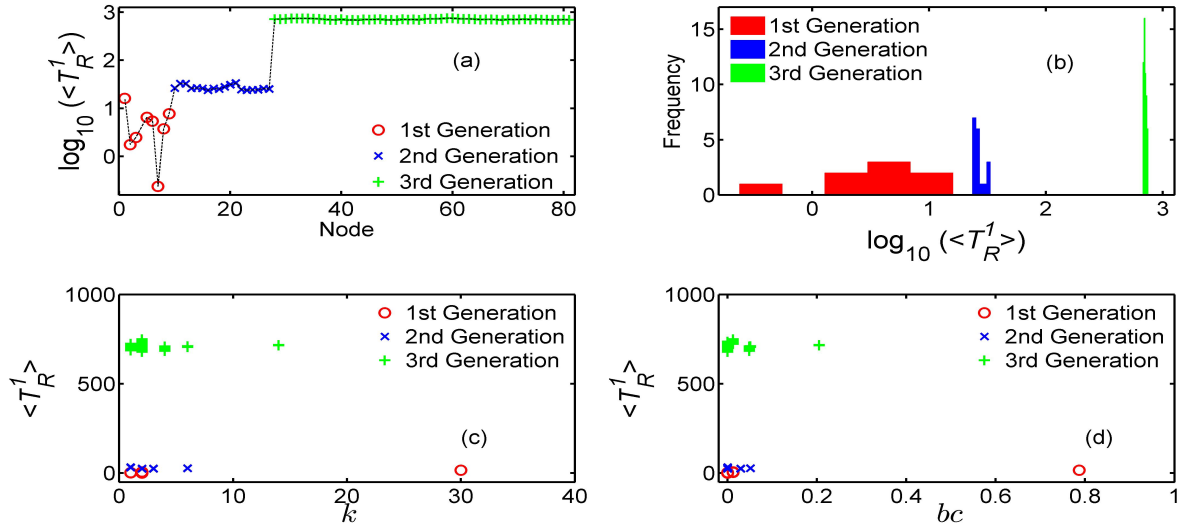 3
2
1
0
log10 (<T_R^1>)
(a)
1st Generation
2nd Generation
3rd Generation
0 20 40 60 80
Node
15
10
5
0
Frequency
1st Generation
2nd Generation
3rd Generation
(b)
0 1 2 3
log10 (<T_R^1>)
1000
500
0
<T_R^1>
1st Generation
2nd Generation
3rd Generation
(c)
0 10 20 30 40
k
1000
500
0
<T_R^1>
1st Generation
2nd Generation
3rd Generation
(d)
0 0.2 0.4 0.6 0.8 1
bc